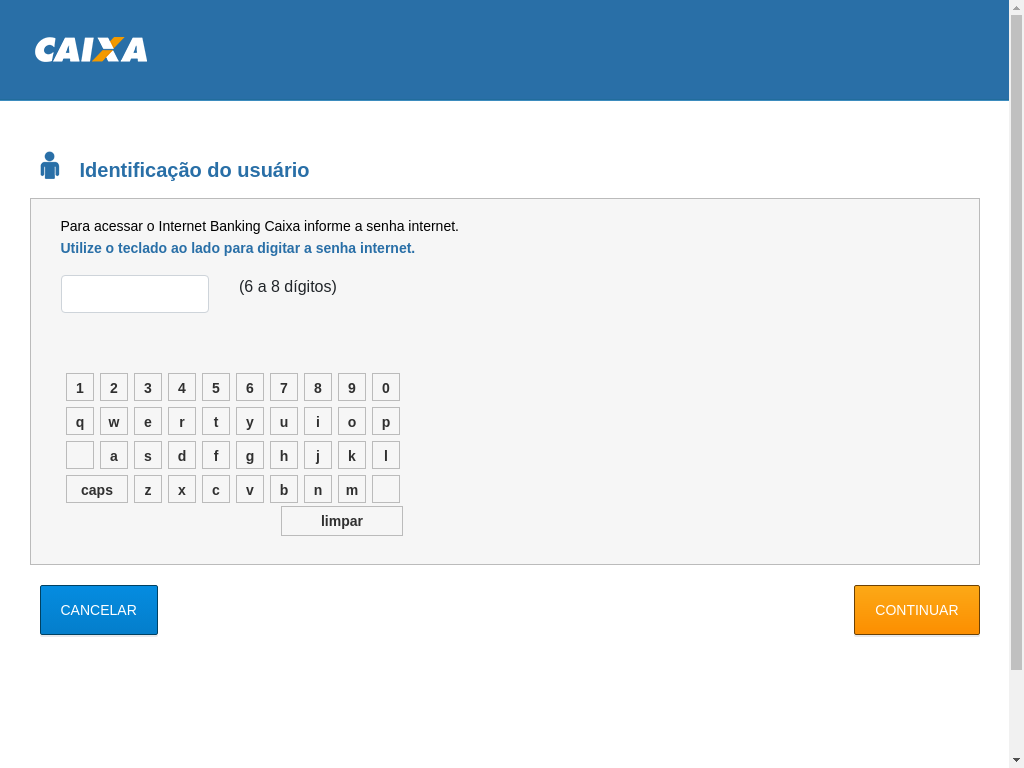 CAIXA
Identificação do usuário
Para acessar o Internet Banking Caixa informe a senha internet.
Utilize o teclado ao lado para digitar a senha internet.
(6 a 8 dígitos)
1 2 3 4 5 6 7 8 9 0
q w e r t y u i o p
a s d f g h j k l
caps z x c v b n m
limpar
CANCELAR CONTINUAR